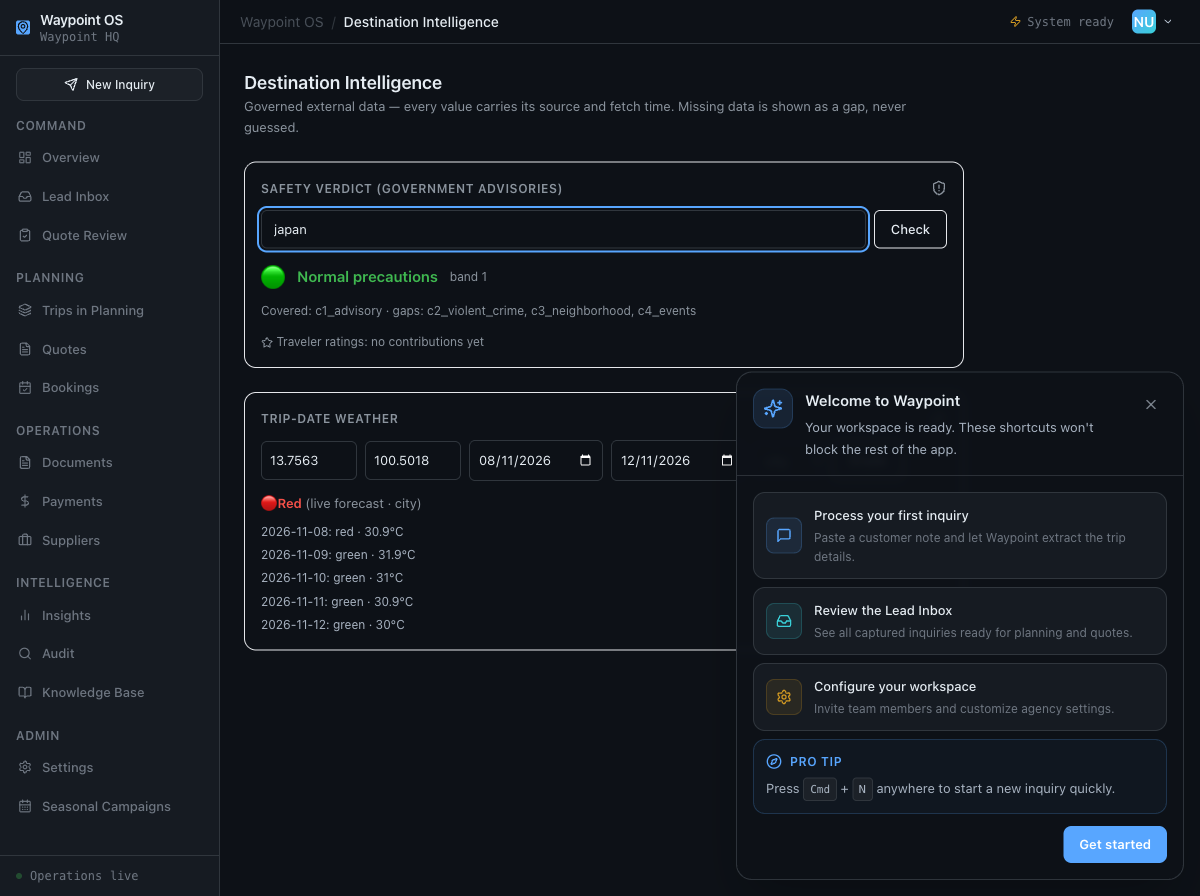 Waypoint OS
Waypoint HQ
New Inquiry
COMMAND
Overview
Lead Inbox
Quote Review
PLANNING
Trips in Planning
Quotes
Bookings
OPERATIONS
Documents
Payments
Suppliers
INTELLIGENCE
Insights
Audit
Knowledge Base
ADMIN
Settings
Seasonal Campaigns
Operations live
Waypoint OS / Destination Intelligence
System ready
NU
Destination Intelligence
Governed external data — every value carries its source and fetch time. Missing data is shown as a gap, never
guessed.
SAFETY VERDICT (GOVERNMENT ADVISORIES)
japan
Check
Normal precautions band 1
Covered: c1_advisory · gaps: c2_violent_crime, c3_neighborhood, c4_events
Traveler ratings: no contributions yet
TRIP-DATE WEATHER
13.7563 100.5018 08/11/2026 12/11/2026
Red (live forecast · city)
2026-11-08: red · 30.9°C
2026-11-09: green · 31.9°C
2026-11-10: green · 31°C
2026-11-11: green · 30.9°C
2026-11-12: green · 30°C
Welcome to Waypoint
Your workspace is ready. These shortcuts won't
block the rest of the app.
Process your first inquiry
Paste a customer note and let Waypoint extract the trip
details.
Review the Lead Inbox
See all captured inquiries ready for planning and quotes.
Configure your workspace
Invite team members and customize agency settings.
PRO TIP
Press Cmd + N anywhere to start a new inquiry quickly.
Get started